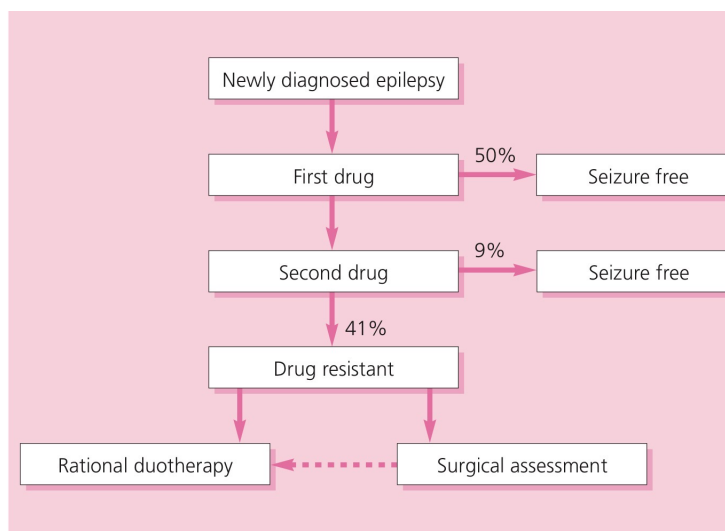 Newly diagnosed epilepsy
50%
First drug
Seizure free
9%
Second drug
Seizure free
41%
Drug resistant
Rational duotherapy
Surgical assessment